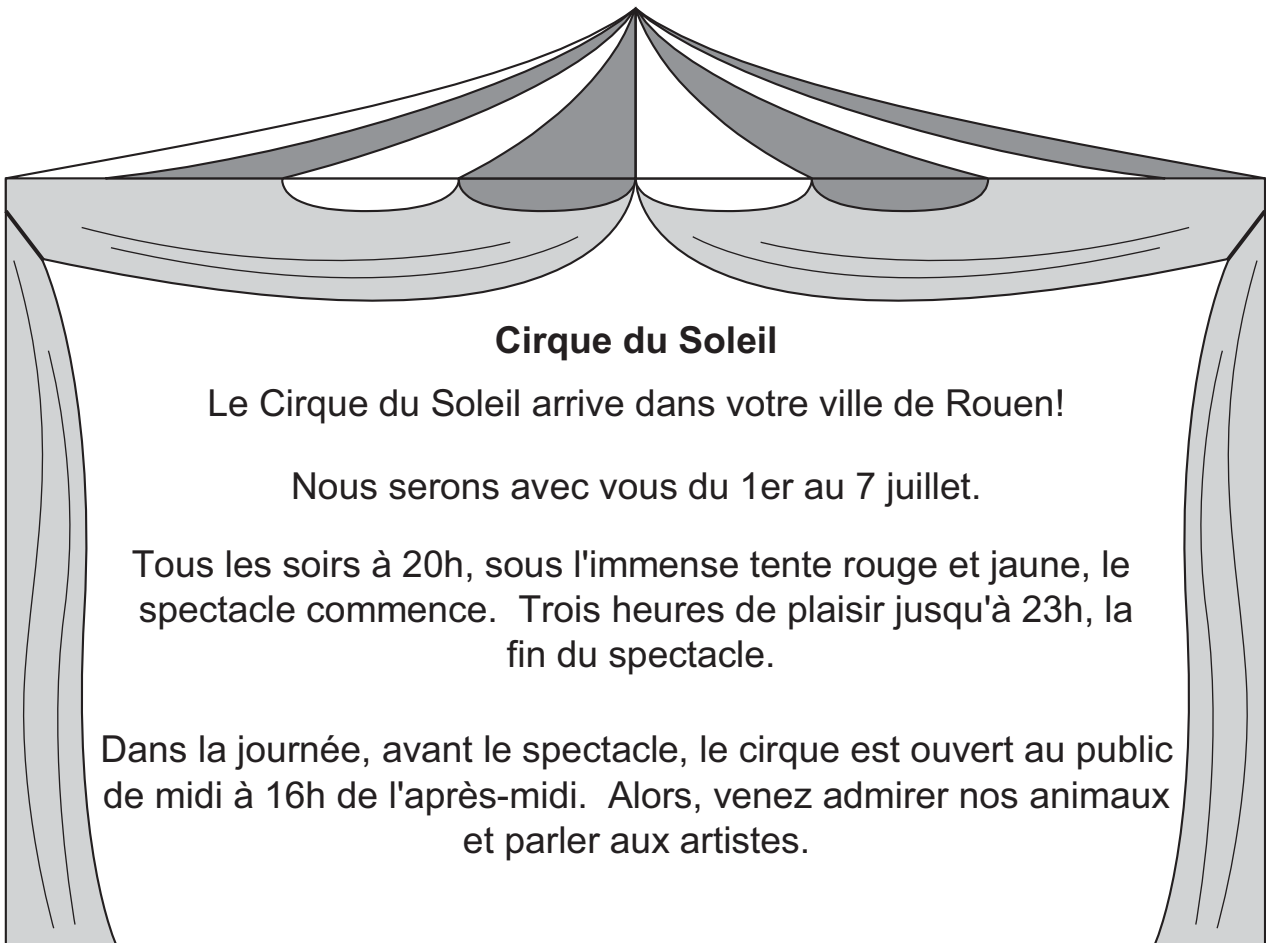 Cirque du Soleil
Le Cirque du Soleil arrive dans votre ville de Rouen!
Nous serons avec vous du 1er au 7 juillet.
Tous les soirs à 20h, sous l'immense tente rouge et jaune, le
spectacle commence.  Trois heures de plaisir jusqu'à 23h, la
fin du spectacle.
Dans la journée, avant le spectacle, le cirque est ouvert au public
de midi à 16h de l'après-midi.  Alors, venez admirer nos animaux
et parler aux artistes.